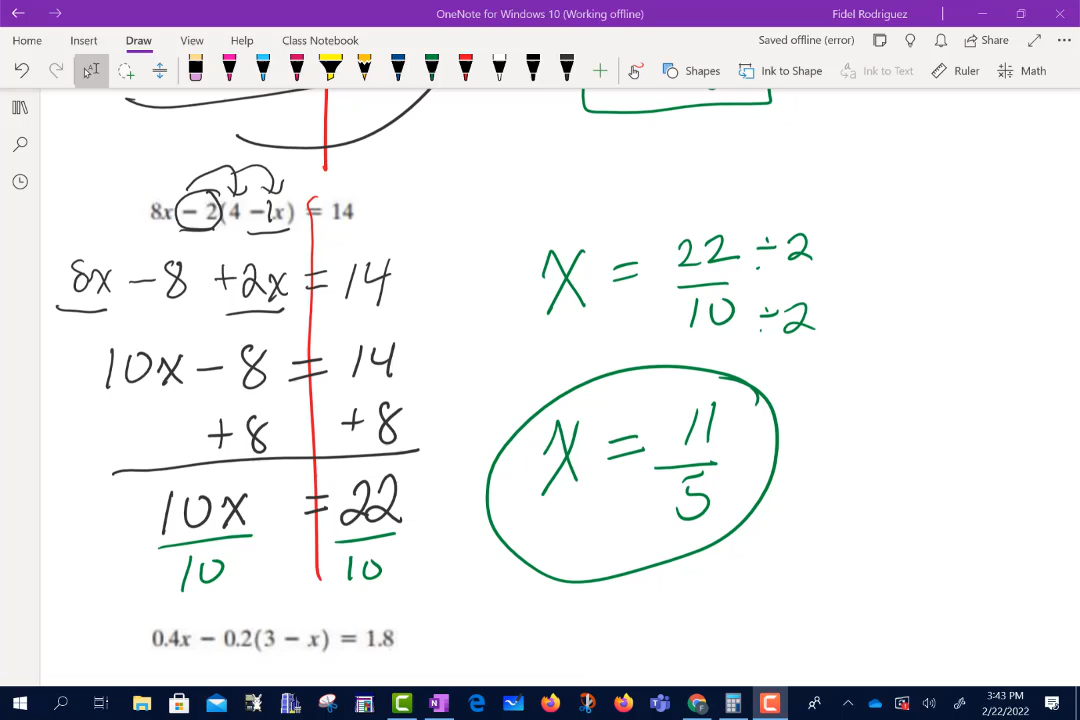 OneNote for Windows 10 (Working offline)
Fidel Rodriguez
Home Insert Draw View Help Class Notebook
Saved offline (error)
Share
Shapes
Ink to Shape
Ink to Text
Ruler
Math
8x − 2(4 − 1x) = 14
8x − 8 + 2x = 14
10x − 8 = 14
+8 +8
10x = 22
10 10
x = 22 ÷ 2
10 ÷ 2
x = 11
5
0.4x − 0.2(3 − x) = 1.8
3:43 PM
2/22/2022